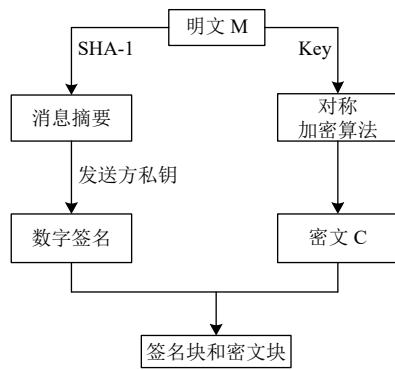 明文 M
SHA-1
Key
消息摘要
对称
加密算法
发送方私钥
数字签名
密文 C
签名块和密文块